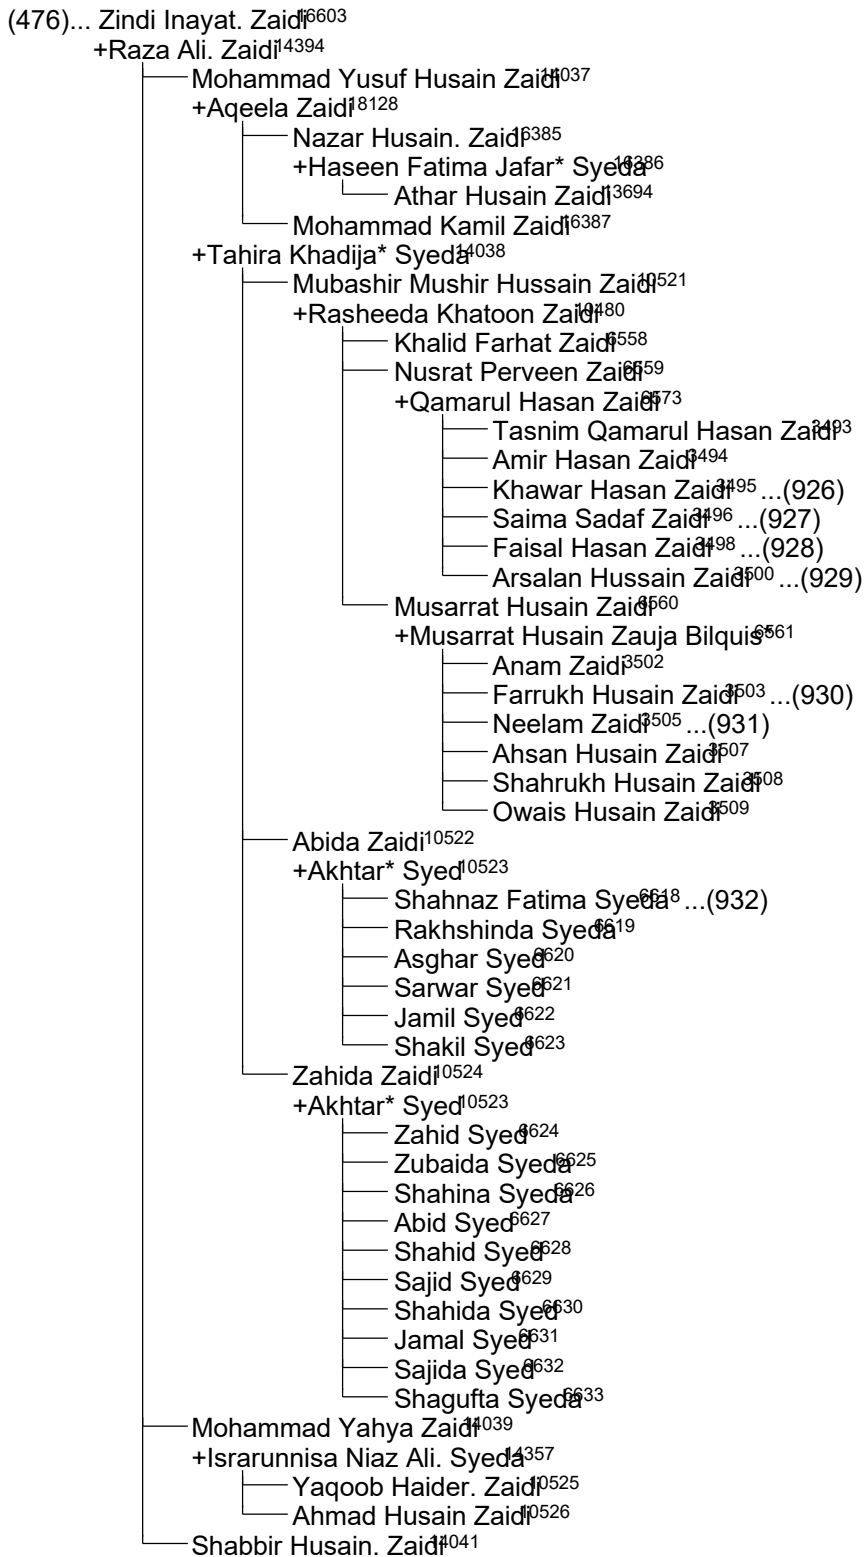 (476)... Zindi Inayat. Zaidi16603
+Raza Ali. Zaidi14394
Mohammad Yusuf Husain Zaidi14037
+Aqeela Zaidi18128
Nazar Husain. Zaidi16385
+Haseen Fatima Jafar* Syeda16386
Athar Husain Zaidi13694
Mohammad Kamil Zaidi16387
+Tahira Khadija* Syeda14038
Mubashir Mushir Hussain Zaidi10521
+Rasheeda Khatoon Zaidi10480
Khalid Farhat Zaidi6558
Nusrat Perveen Zaidi6559
+Qamarul Hasan Zaidi6573
Tasnim Qamarul Hasan Zaidi3493
Amir Hasan Zaidi3494
Khawar Hasan Zaidi3495 ...(926)
Saima Sadaf Zaidi3496 ...(927)
Faisal Hasan Zaidi3498 ...(928)
Arsalan Hussain Zaidi3500 ...(929)
Musarrat Husain Zaidi6560
+Musarrat Husain Zauja Bilquis*6561
Anam Zaidi3502
Farrukh Husain Zaidi3503 ...(930)
Neelam Zaidi3505 ...(931)
Ahsan Husain Zaidi3507
Shahrukh Husain Zaidi3508
Owais Husain Zaidi3509
Abida Zaidi10522
+Akhtar* Syed10523
Shahnaz Fatima Syeda6618 ...(932)
Rakhshinda Syeda6619
Asghar Syed6620
Sarwar Syed6621
Jamil Syed6622
Shakil Syed6623
Zahida Zaidi10524
+Akhtar* Syed10523
Zahid Syed6624
Zubaida Syeda6625
Shahina Syeda6626
Abid Syed6627
Shahid Syed6628
Sajid Syed6629
Shahida Syed6630
Jamal Syed6631
Sajida Syed6632
Shagufta Syeda6633
Mohammad Yahya Zaidi14039
+Israrunnisa Niaz Ali. Syeda14357
Yaqoob Haider. Zaidi10525
Ahmad Husain Zaidi10526
Shabbir Husain. Zaidi14041